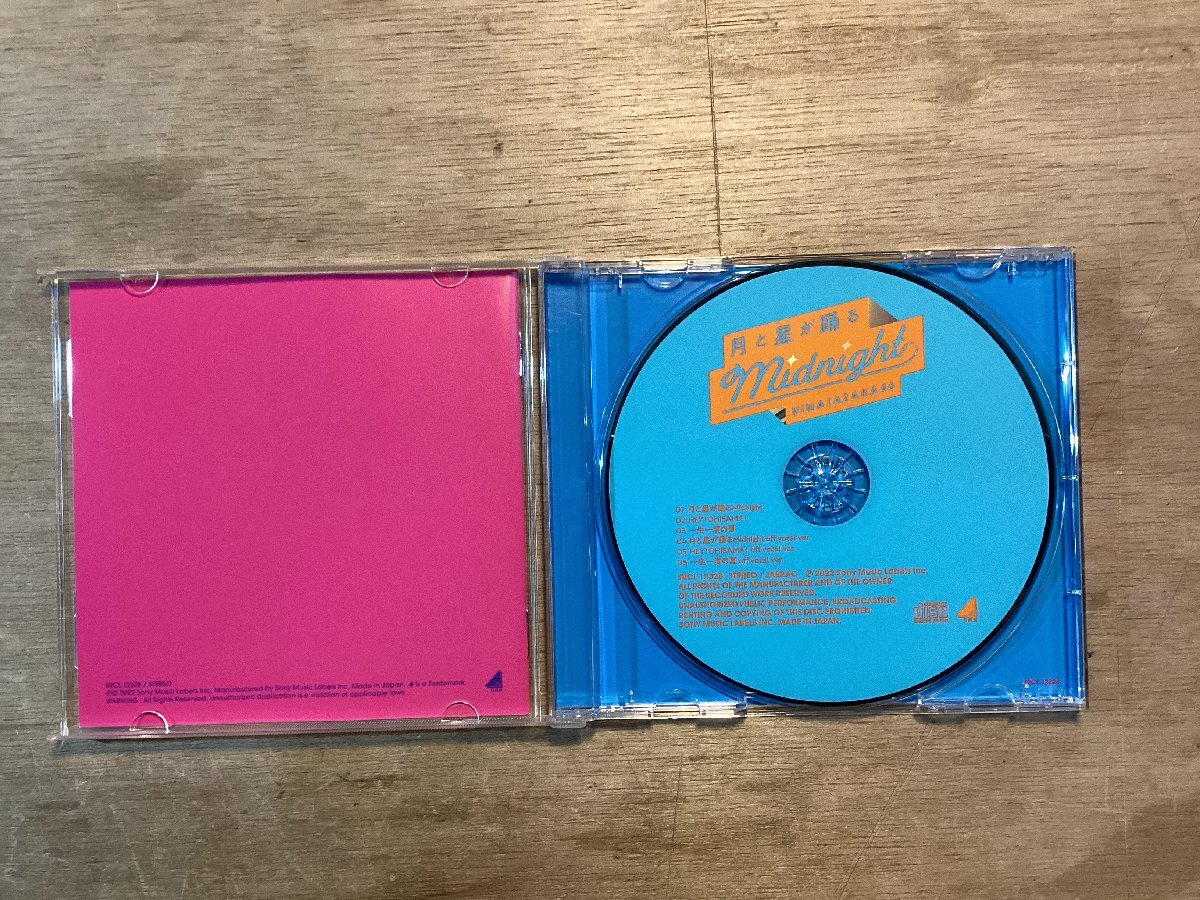 SRCL 12328 / STEREO
℗© 2022 Sony Music Labels Inc. Manufactured by Sony Music Labels Inc. Made in Japan. is a Trademark.
WARNING : All Rights Reserved. Unauthorized duplication is a violation of applicable laws.
月と星が踊る
Midnight
HINATAZAKA46
01 月と星が踊るMidnight
02 HEY!OHISAMA!
03 一生一度の夏
04 月と星が踊るMidnight off vocal ver.
05 HEY!OHISAMA! off vocal ver.
06 一生一度の夏 off vocal ver.
SRCL 12328 STEREO / JASRAC ℗ 2022 Sony Music Labels Inc.
ALL RIGHTS OF THE MANUFACTURER AND OF THE OWNER
OF THE RECORDED WORK RESERVED.
UNAUTHORIZED PUBLIC PERFORMANCE, BROADCASTING,
RENTING AND COPYING OF THIS DISC PROHIBITED.
SONY MUSIC LABELS INC. MADE IN JAPAN.
SRCL 12328